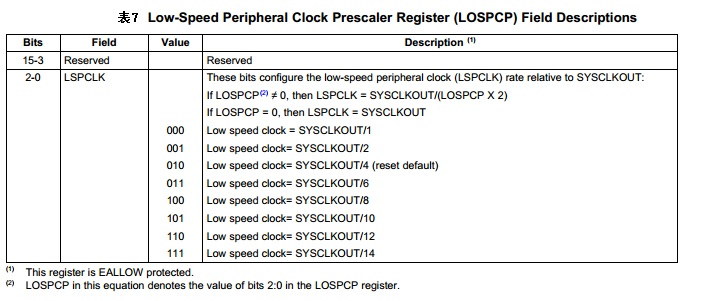 表7 Low-Speed Peripheral Clock Prescaler Register (LOSPCP) Field Descriptions
Bits Field Value Description (1)
15-3 Reserved Reserved
2-0 LSPCLK These bits configure the low-speed peripheral clock (LSPCLK) rate relative to SYSCLKOUT:
If LOSPCP(2) ≠ 0, then LSPCLK = SYSCLKOUT/(LOSPCP X 2)
If LOSPCP = 0, then LSPCLK = SYSCLKOUT
000 Low speed clock = SYSCLKOUT/1
001 Low speed clock= SYSCLKOUT/2
010 Low speed clock= SYSCLKOUT/4 (reset default)
011 Low speed clock= SYSCLKOUT/6
100 Low speed clock= SYSCLKOUT/8
101 Low speed clock= SYSCLKOUT/10
110 Low speed clock= SYSCLKOUT/12
111 Low speed clock= SYSCLKOUT/14
(1) This register is EALLOW protected.
(2) LOSPCP in this equation denotes the value of bits 2:0 in the LOSPCP register.